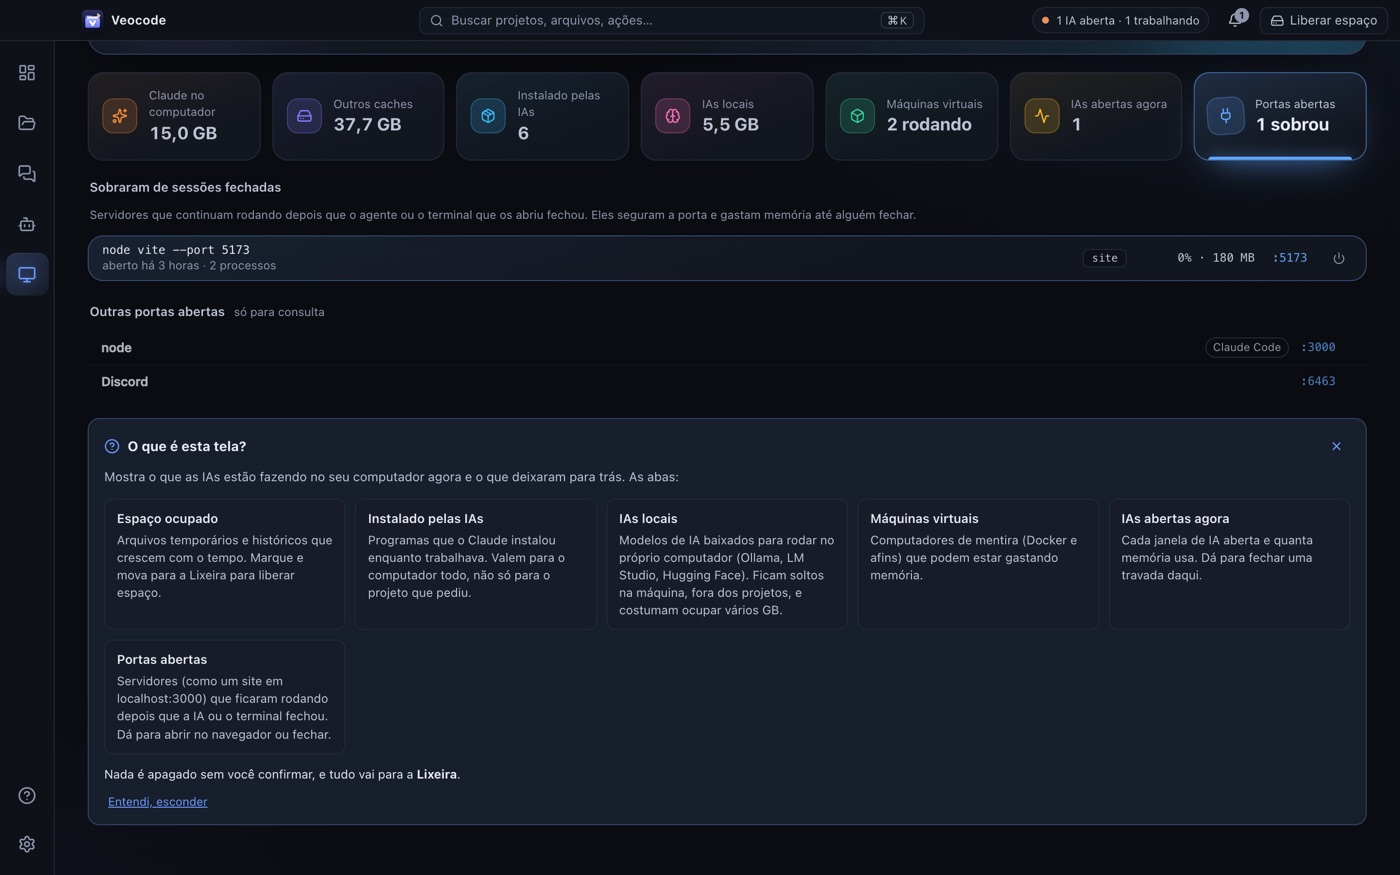 Veocode
Buscar projetos, arquivos, ações...
⌘K
1 IA aberta · 1 trabalhando
1
Liberar espaço
Claude no
computador
15,0 GB
Outros caches
37,7 GB
Instalado pelas
IAs
6
IAs locais
5,5 GB
Máquinas virtuais
2 rodando
IAs abertas agora
1
Portas abertas
1 sobrou
Sobraram de sessões fechadas
Servidores que continuam rodando depois que o agente ou o terminal que os abriu fechou. Eles seguram a porta e gastam memória até alguém fechar.
node vite --port 5173
aberto há 3 horas · 2 processos
site
0% · 180 MB
:5173
Outras portas abertas só para consulta
node
Claude Code
:3000
Discord
:6463
O que é esta tela?
Mostra o que as IAs estão fazendo no seu computador agora e o que deixaram para trás. As abas:
Espaço ocupado
Arquivos temporários e históricos que
crescem com o tempo. Marque e
mova para a Lixeira para liberar
espaço.
Instalado pelas IAs
Programas que o Claude instalou
enquanto trabalhava. Valem para o
computador todo, não só para o
projeto que pediu.
IAs locais
Modelos de IA baixados para rodar no
próprio computador (Ollama, LM
Studio, Hugging Face). Ficam soltos
na máquina, fora dos projetos, e
costumam ocupar vários GB.
Máquinas virtuais
Computadores de mentira (Docker e
afins) que podem estar gastando
memória.
IAs abertas agora
Cada janela de IA aberta e quanta
memória usa. Dá para fechar uma
travada daqui.
Portas abertas
Servidores (como um site em
localhost:3000) que ficaram rodando
depois que a IA ou o terminal fechou.
Dá para abrir no navegador ou fechar.
Nada é apagado sem você confirmar, e tudo vai para a Lixeira.
Entendi, esconder